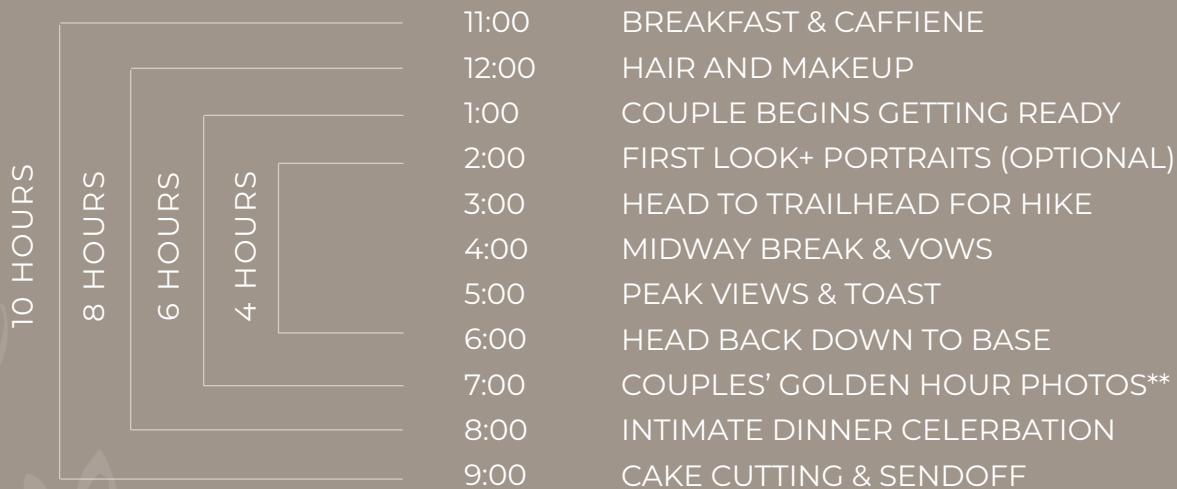 11:00 BREAKFAST & CAFFIENE
12:00 HAIR AND MAKEUP
1:00 COUPLE BEGINS GETTING READY
2:00 FIRST LOOK+ PORTRAITS (OPTIONAL)
3:00 HEAD TO TRAILHEAD FOR HIKE
4:00 MIDWAY BREAK & VOWS
5:00 PEAK VIEWS & TOAST
6:00 HEAD BACK DOWN TO BASE
7:00 COUPLES’ GOLDEN HOUR PHOTOS**
8:00 INTIMATE DINNER CELERBATION
9:00 CAKE CUTTING & SENDOFF
10 HOURS
8 HOURS
6 HOURS
4 HOURS